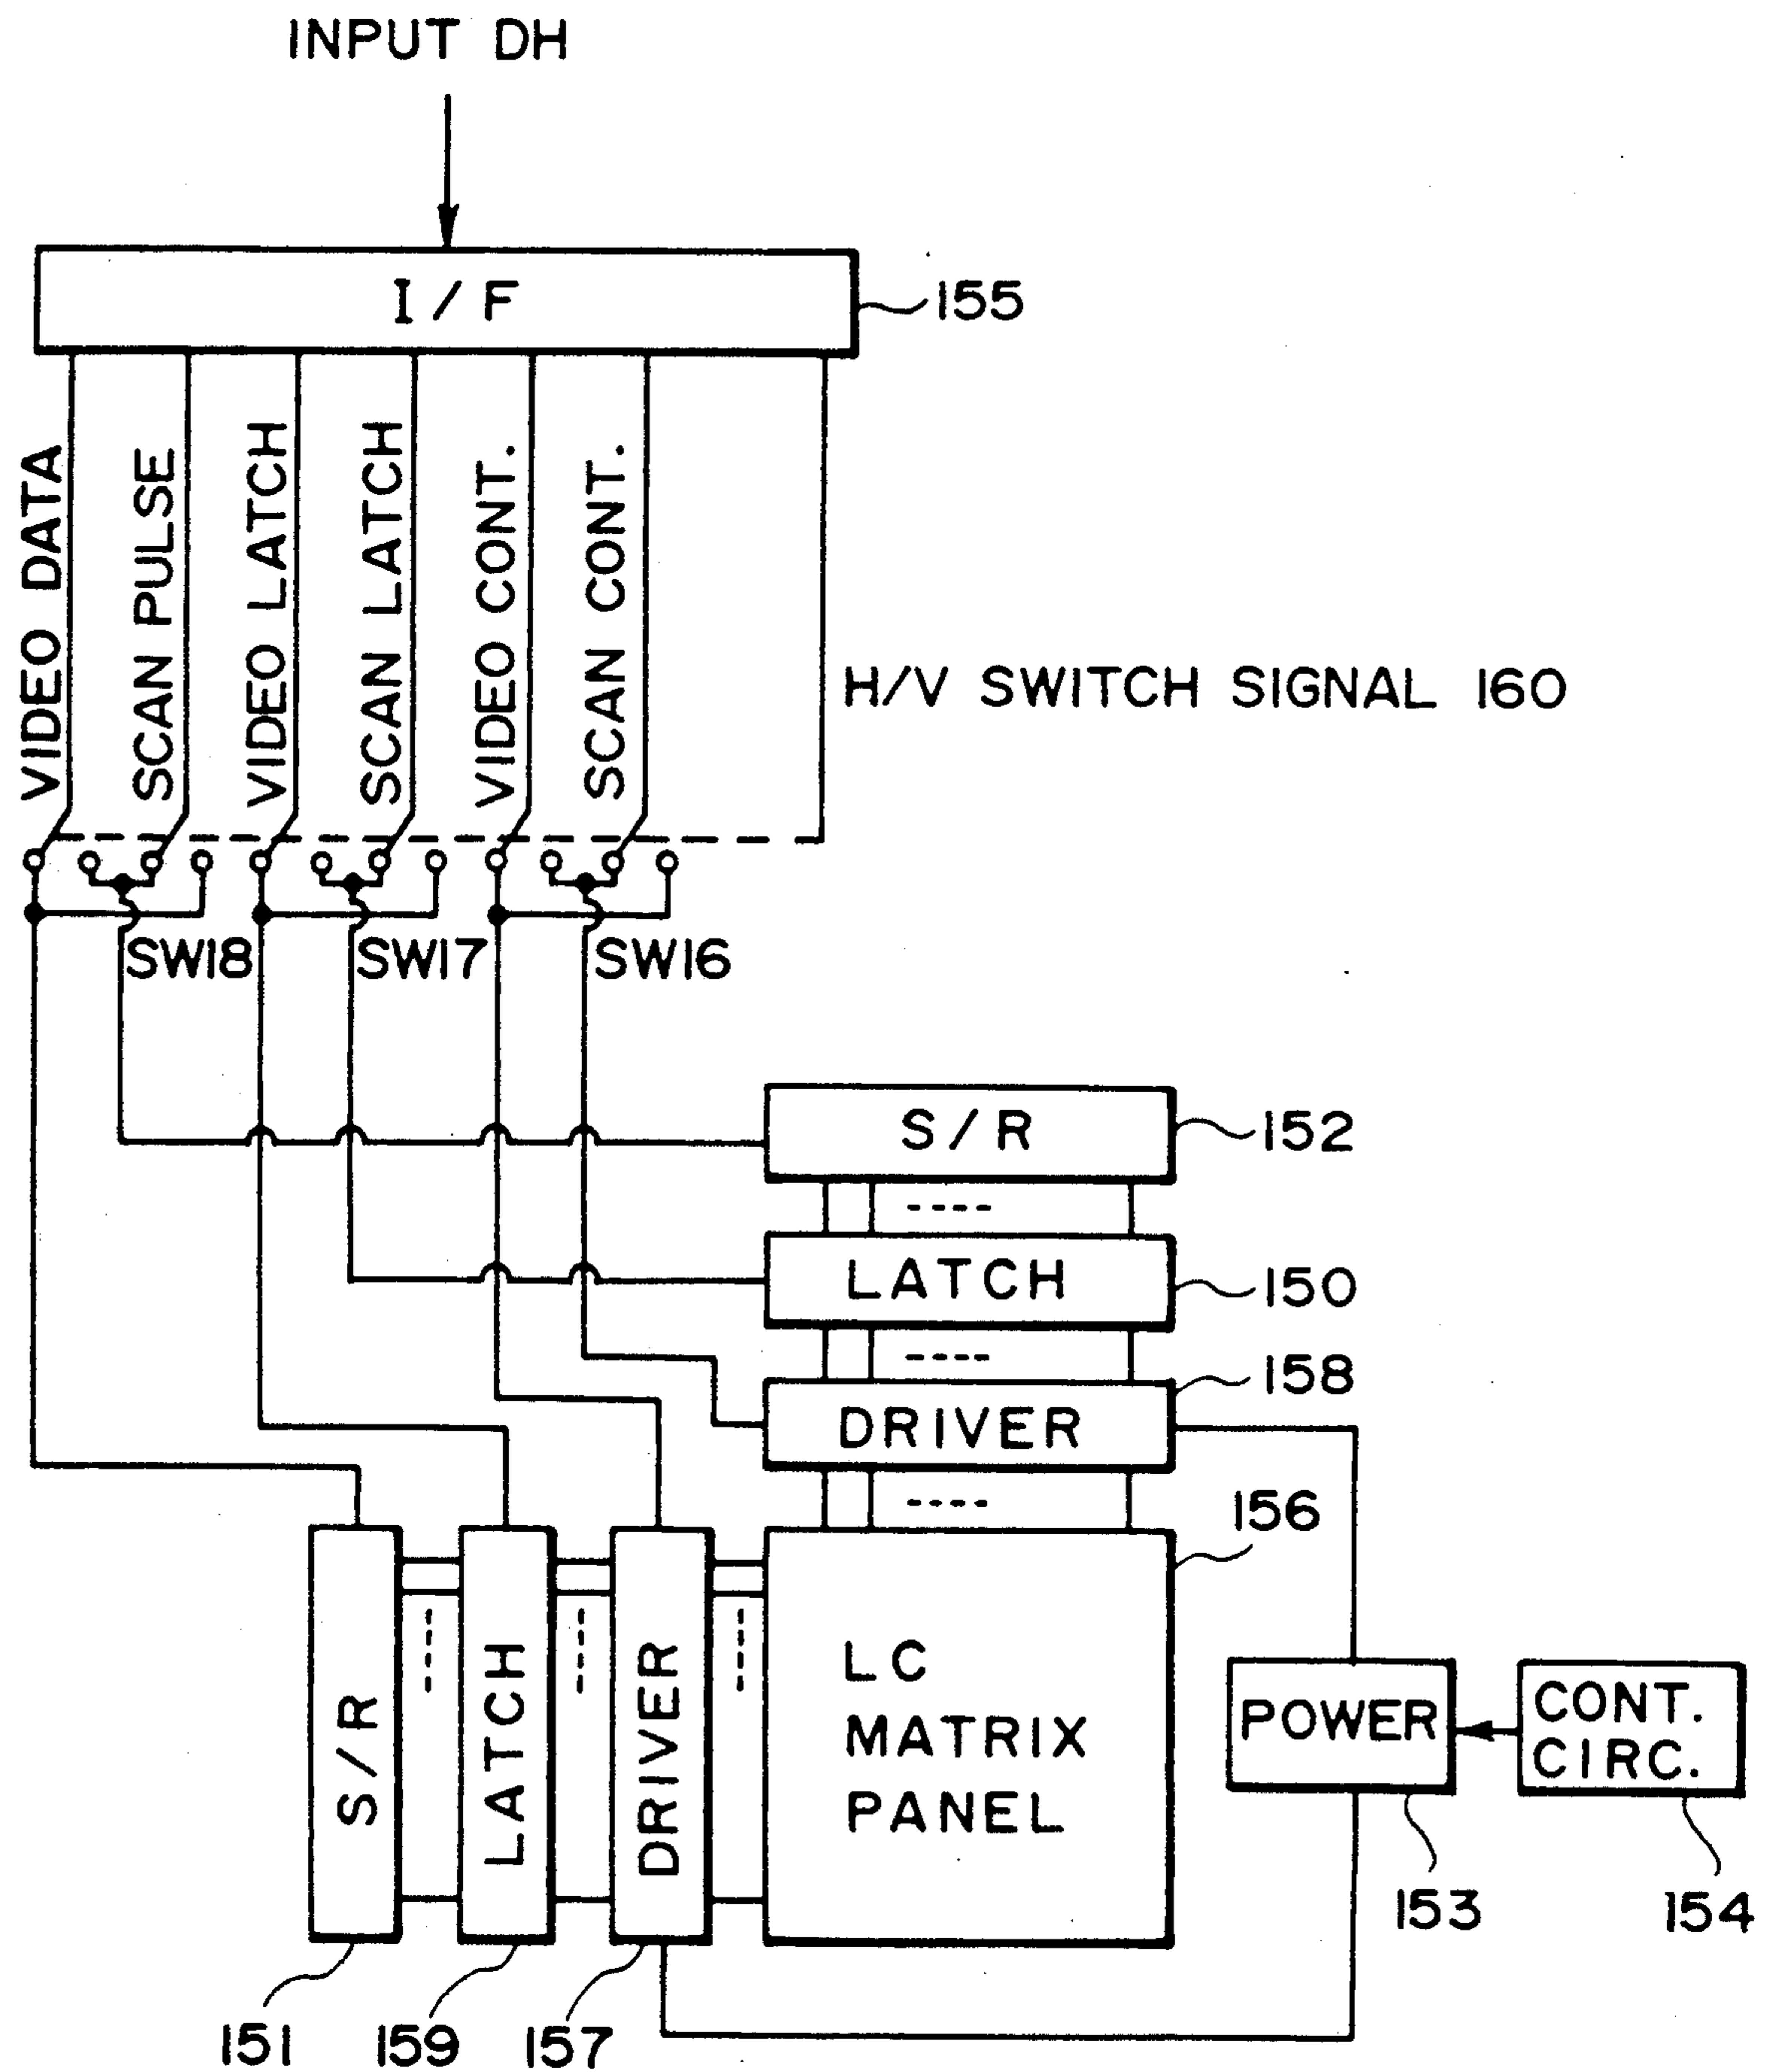 INPUT DH
I/F
155
VIDEO DATA
SCAN PULSE
VIDEO LATCH
SCAN LATCH
VIDEO CONT.
SCAN CONT.
H/V SWITCH SIGNAL 160
SW18
SW17
SW16
S/R
152
LATCH
150
DRIVER
158
156
S/R
LATCH
DRIVER
LC
MATRIX
PANEL
POWER
CONT.
CIRC.
153
154
151
159
157